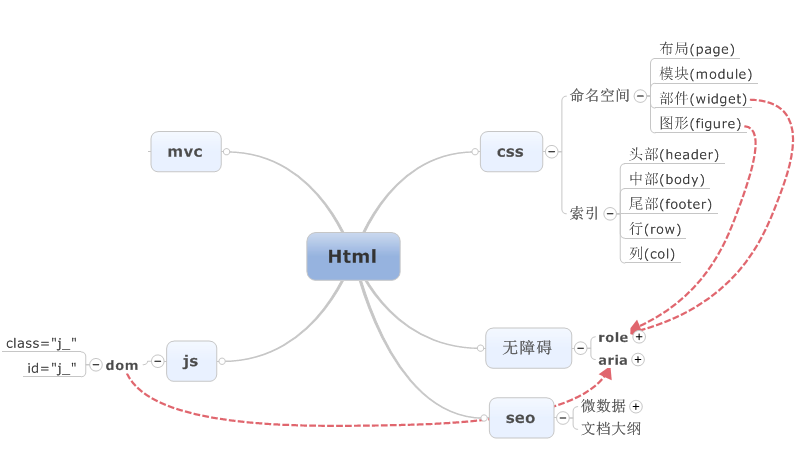 Html
mvc
css
命名空间
布局(page)
模块(module)
部件(widget)
图形(figure)
索引
头部(header)
中部(body)
尾部(footer)
行(row)
列(col)
无障碍
role
aria
seo
微数据
文档大纲
js
dom
class="j_"
id="j_"